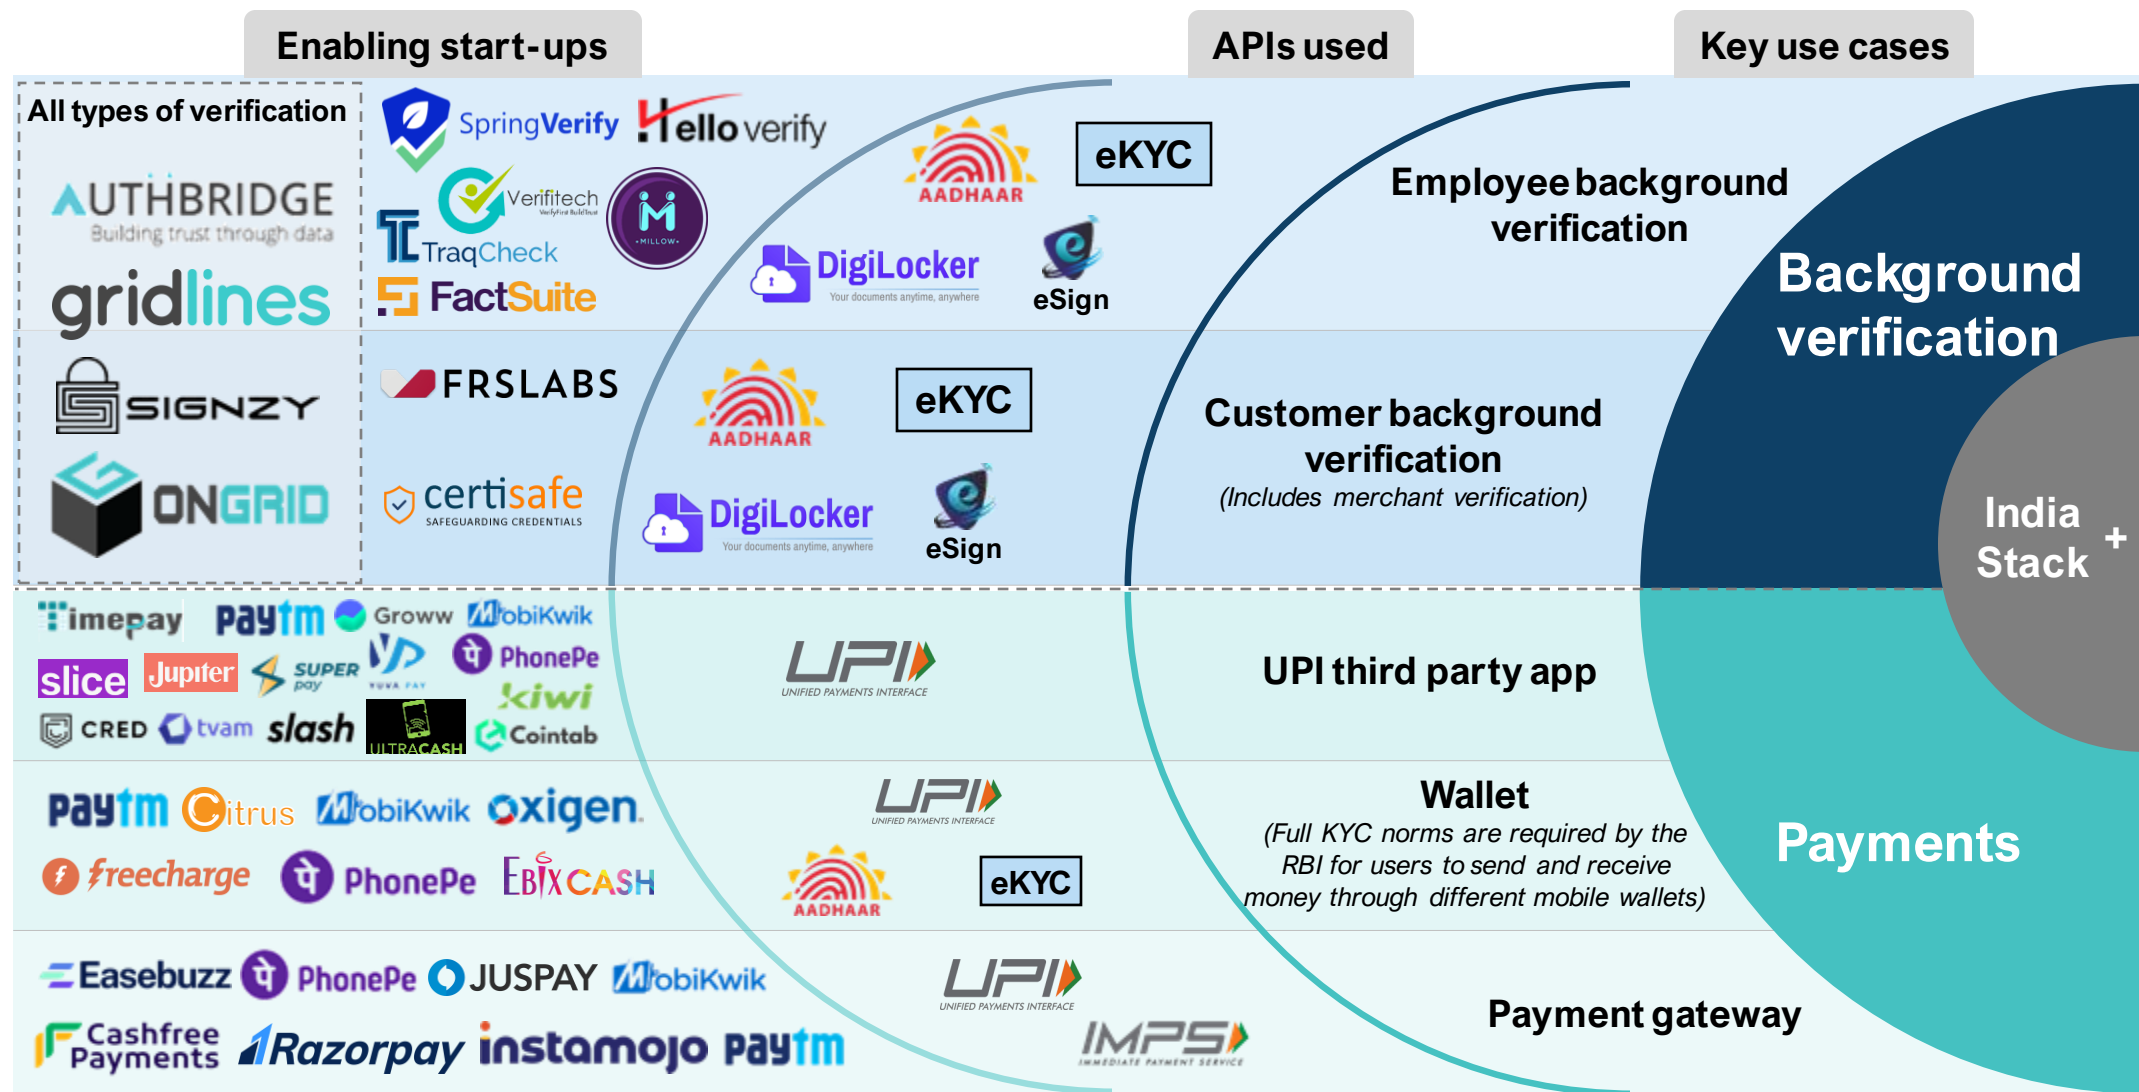 Enabling start-ups
APIs used
Key use cases
All types of verification
AUTHBRIDGE
Building trust through data
gridlines
SIGNZY
ONGRID
SpringVerify
Hello verify
Verifitech
VerifyFirst BuildTrust
MILLOW
TraqCheck
FactSuite
AADHAAR
eKYC
DigiLocker
Your documents anytime, anywhere
eSign
Employee background
verification
Background
verification
FRSLABS
certisafe
SAFEGUARDING CREDENTIALS
AADHAAR
eKYC
DigiLocker
Your documents anytime, anywhere
eSign
Customer background
verification
(Includes merchant verification)
India
Stack
+
Timepay
paytm
Groww
MobiKwik
slice
Jupiter
SUPER
pay
YUVA PAY
पे PhonePe
kiwi
CRED
tvam
slash
ULTRACASH
Cointab
UPI
UNIFIED PAYMENTS INTERFACE
UPI third party app
Payments
paytm
Citrus
MobiKwik
oxigen.
freecharge
पे PhonePe
EBIXCASH
UPI
UNIFIED PAYMENTS INTERFACE
AADHAAR
eKYC
Wallet
(Full KYC norms are required by the
RBI for users to send and receive
money through different mobile wallets)
Easebuzz
पे PhonePe
JUSPAY
MobiKwik
Cashfree
Payments
Razorpay
instamojo
paytm
UPI
UNIFIED PAYMENTS INTERFACE
IMPS
IMMEDIATE PAYMENT SERVICE
Payment gateway